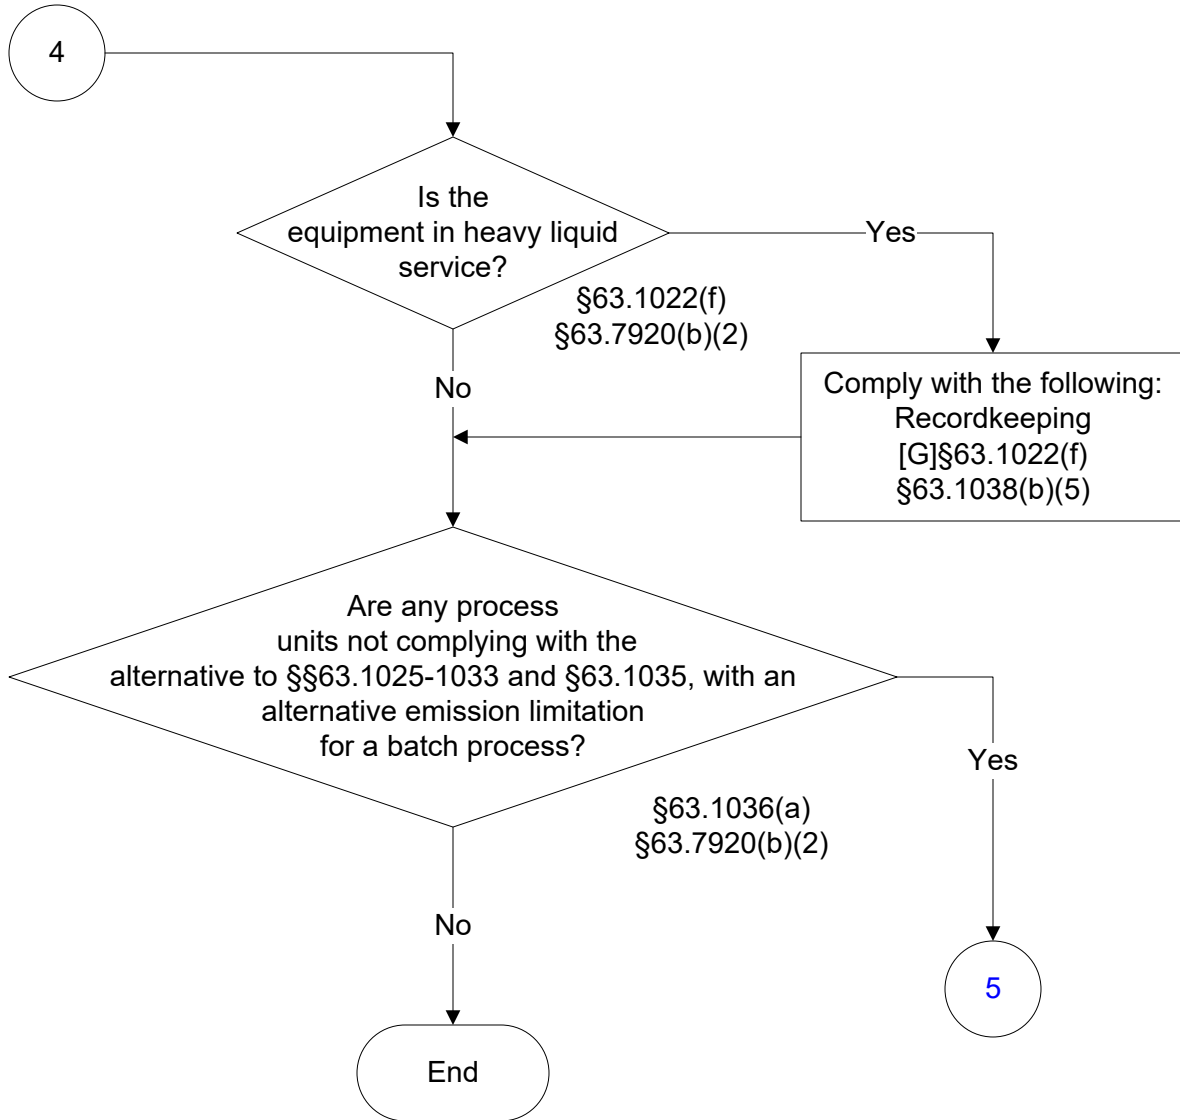 4
Is the
equipment in heavy liquid
service?
Yes
§63.1022(f)
§63.7920(b)(2)
No
Comply with the following:
Recordkeeping
[G]§63.1022(f)
§63.1038(b)(5)
Are any process
units not complying with the
alternative to §§63.1025-1033 and §63.1035, with an
alternative emission limitation
for a batch process?
Yes
§63.1036(a)
§63.7920(b)(2)
No
5
End